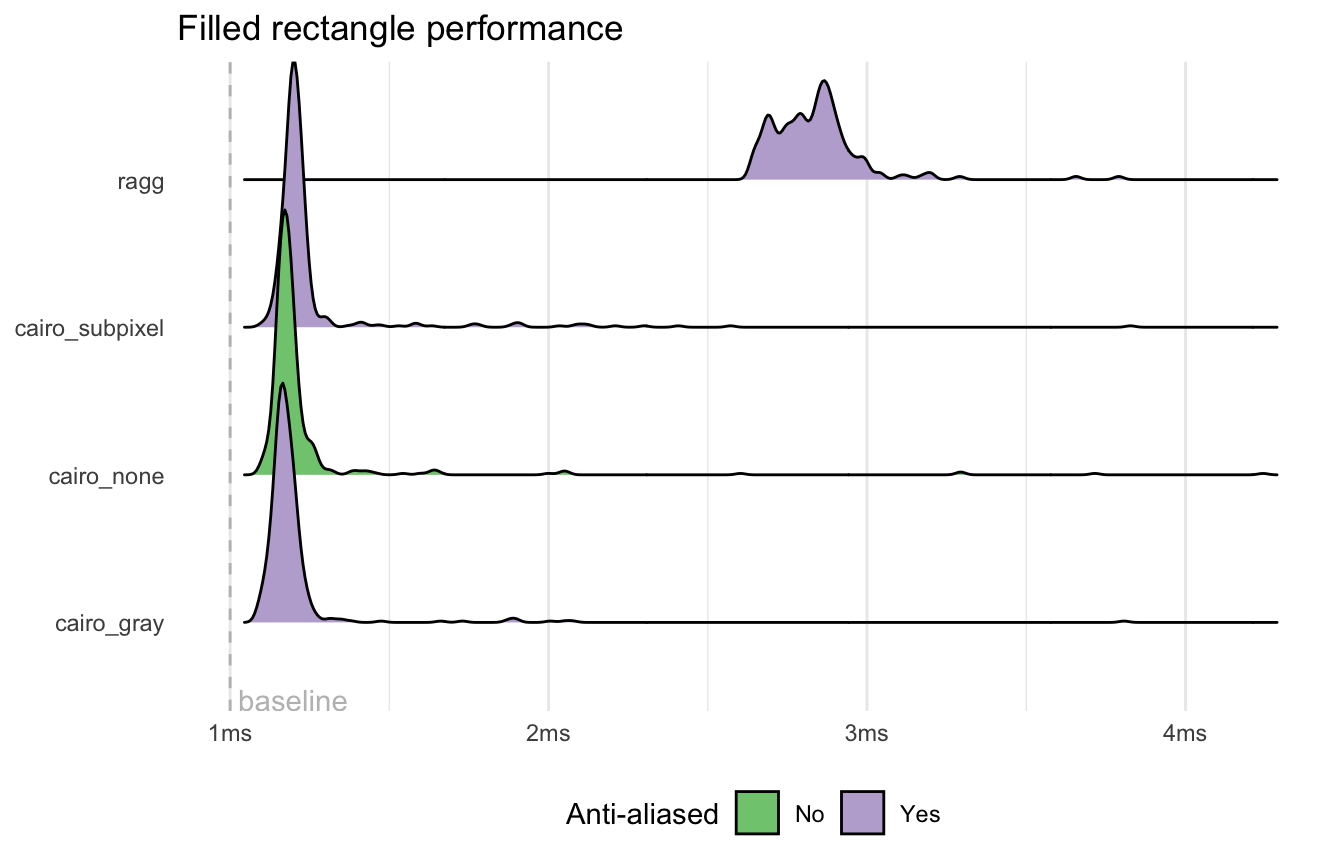 Filled rectangle performance
ragg
cairo_subpixel
cairo_none
cairo_gray
baseline
1ms 2ms 3ms 4ms
Anti-aliased No Yes